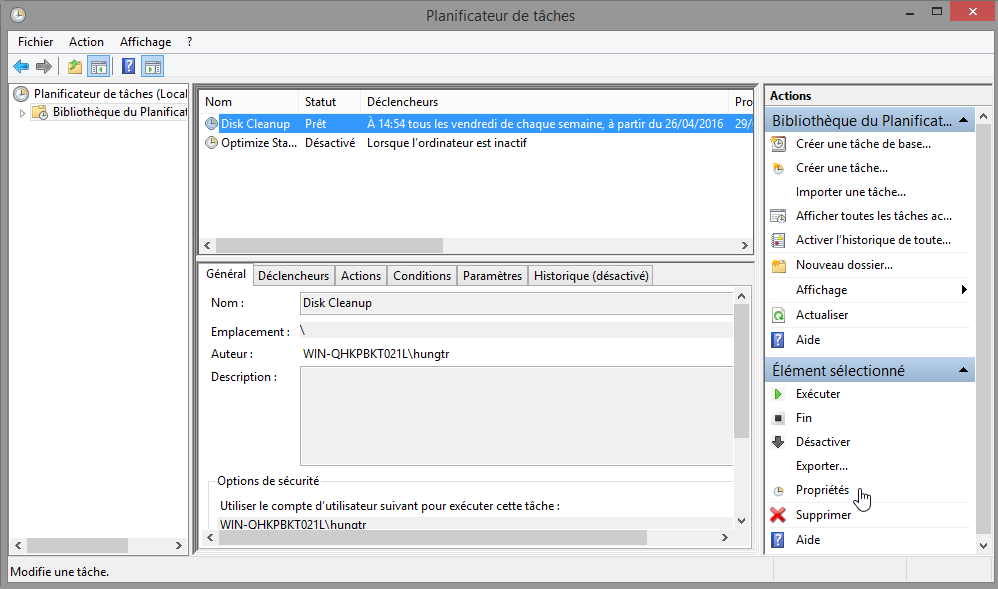 Planificateur de tâches
Fichier Action Affichage ?
Planificateur de tâches (Local
Bibliothèque du Planificat
Nom Statut Déclencheurs Pro
Disk Cleanup Prêt À 14:54 tous les vendredi de chaque semaine, à partir du 26/04/2016 29/
Optimize Sta... Désactivé Lorsque l'ordinateur est inactif
Général Déclencheurs Actions Conditions Paramètres Historique (désactivé)
Nom : Disk Cleanup
Emplacement : \
Auteur : WIN-QHKPBKT021L\hungtr
Description :
Options de sécurité
Utiliser le compte d'utilisateur suivant pour exécuter cette tâche :
WIN-QHKPBKT021L\hungtr
Actions
Bibliothèque du Planificat...
Créer une tâche de base...
Créer une tâche...
Importer une tâche...
Afficher toutes les tâches ac...
Activer l'historique de toute...
Nouveau dossier...
Affichage
Actualiser
Aide
Élément sélectionné
Exécuter
Fin
Désactiver
Exporter...
Propriétés
Supprimer
Aide
Modifie une tâche.